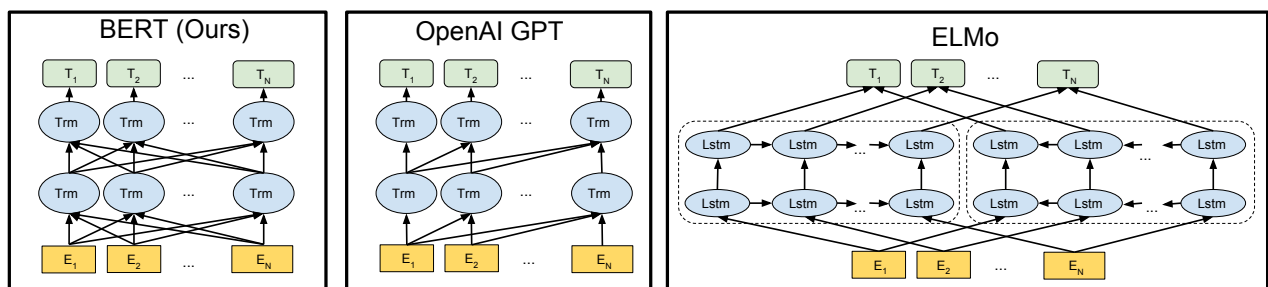 BERT (Ours)
T1 T2 ... TN
Trm Trm ... Trm
Trm Trm ... Trm
E1 E2 ... EN
OpenAI GPT
T1 T2 ... TN
Trm Trm ... Trm
Trm Trm ... Trm
E1 E2 ... EN
ELMo
T1 T2 ... TN
Lstm Lstm ... Lstm Lstm Lstm ... Lstm
Lstm Lstm ... Lstm Lstm Lstm ... Lstm
E1 E2 ... EN